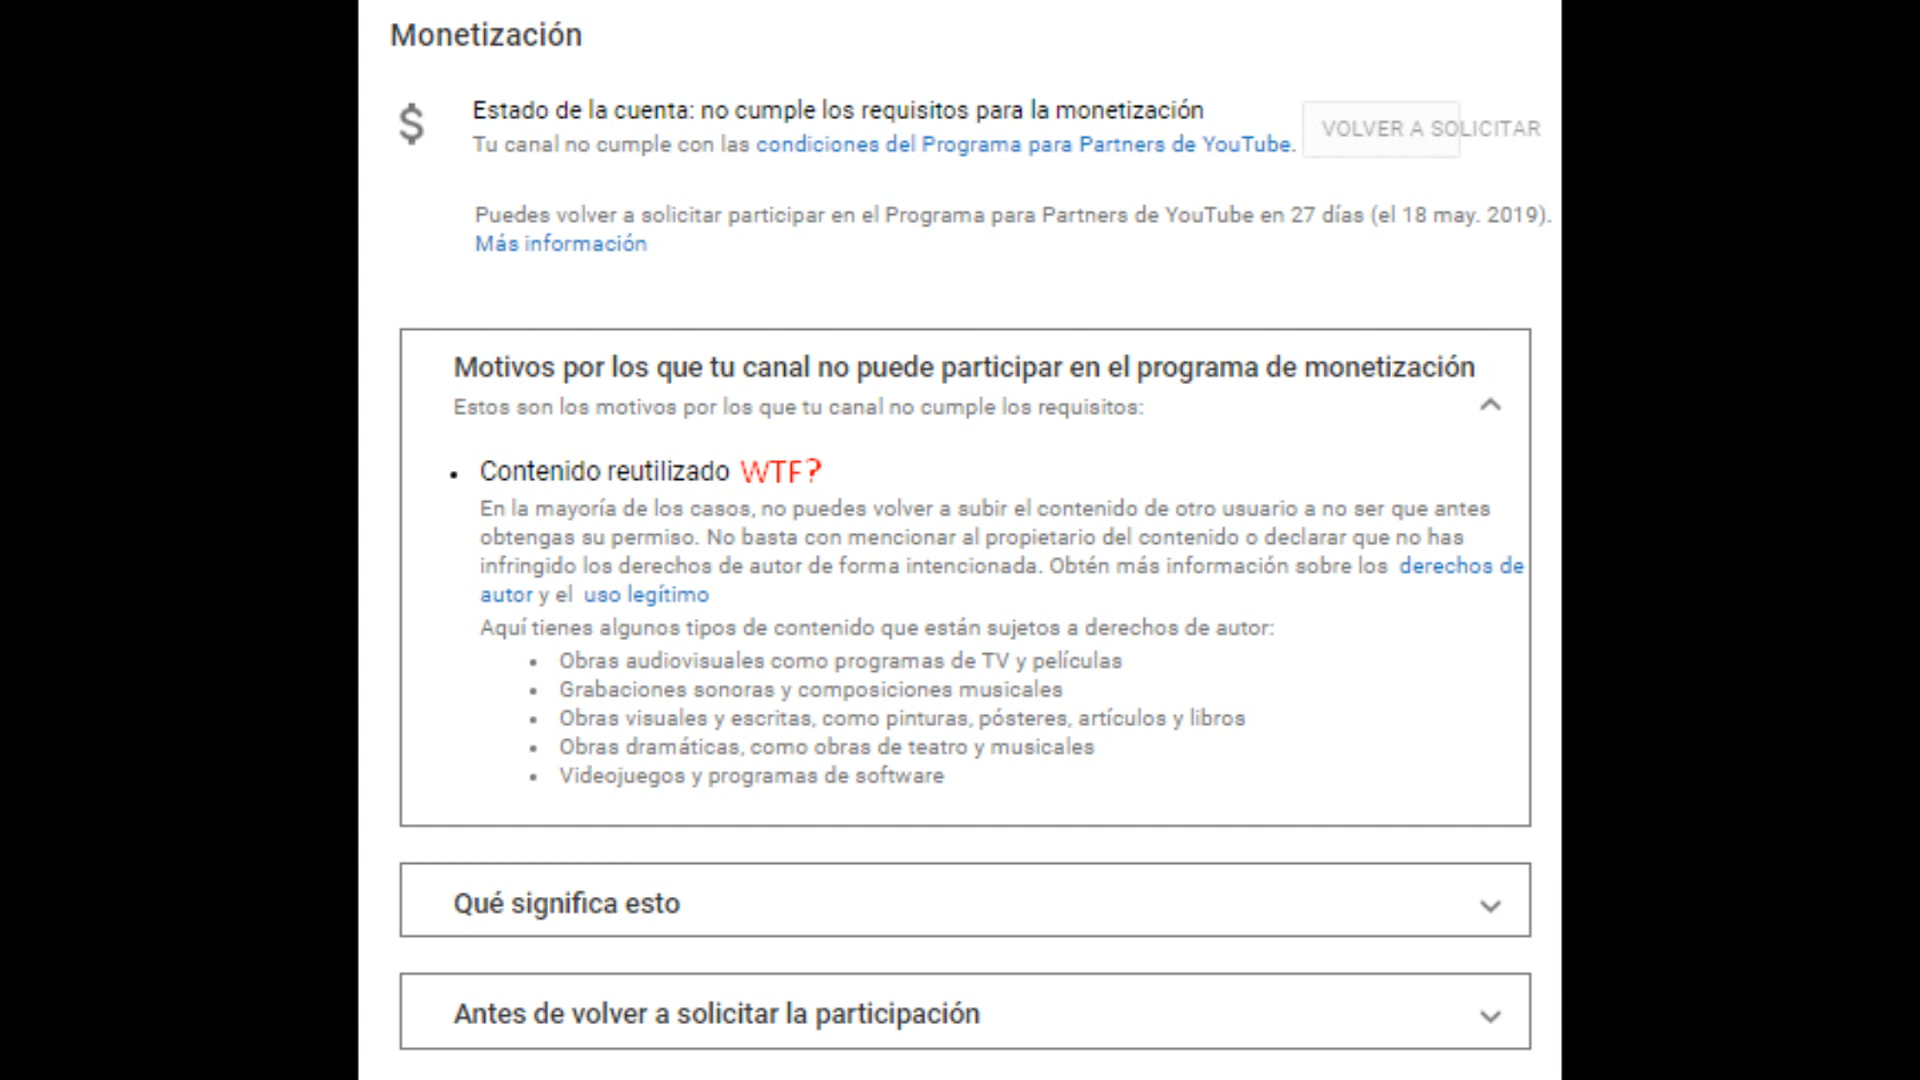 Monetización
$
Estado de la cuenta: no cumple los requisitos para la monetización
Tu canal no cumple con las condiciones del Programa para Partners de YouTube.
VOLVER A SOLICITAR
Puedes volver a solicitar participar en el Programa para Partners de YouTube en 27 días (el 18 may. 2019).
Más información
Motivos por los que tu canal no puede participar en el programa de monetización
Estos son los motivos por los que tu canal no cumple los requisitos:
• Contenido reutilizado WTF?
En la mayoría de los casos, no puedes volver a subir el contenido de otro usuario a no ser que antes
obtengas su permiso. No basta con mencionar al propietario del contenido o declarar que no has
infringido los derechos de autor de forma intencionada. Obtén más información sobre los derechos de
autor y el uso legítimo
Aquí tienes algunos tipos de contenido que están sujetos a derechos de autor:
• Obras audiovisuales como programas de TV y películas
• Grabaciones sonoras y composiciones musicales
• Obras visuales y escritas, como pinturas, pósteres, artículos y libros
• Obras dramáticas, como obras de teatro y musicales
• Videojuegos y programas de software
Qué significa esto
Antes de volver a solicitar la participación